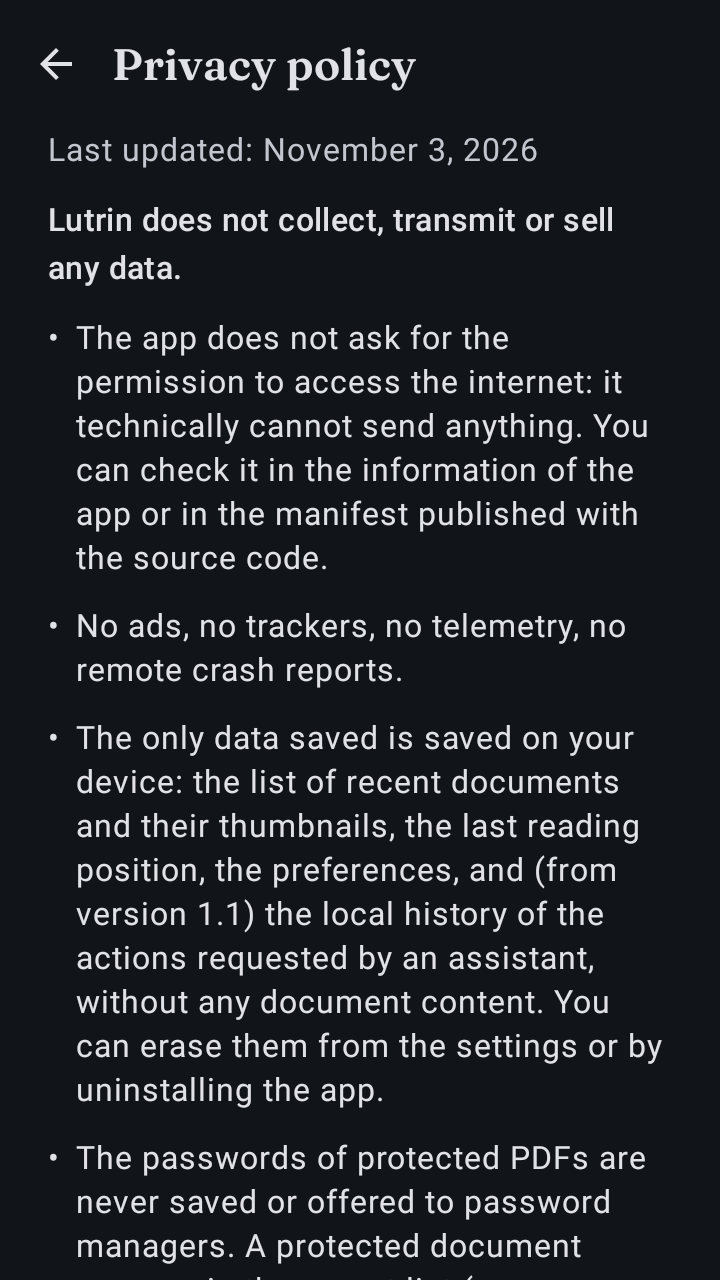 Privacy policy
Last updated: November 3, 2026
Lutrin does not collect, transmit or sell
any data.
• The app does not ask for the
permission to access the internet: it
technically cannot send anything. You
can check it in the information of the
app or in the manifest published with
the source code.
• No ads, no trackers, no telemetry, no
remote crash reports.
• The only data saved is saved on your
device: the list of recent documents
and their thumbnails, the last reading
position, the preferences, and (from
version 1.1) the local history of the
actions requested by an assistant,
without any document content. You
can erase them from the settings or by
uninstalling the app.
• The passwords of protected PDFs are
never saved or offered to password
managers. A protected document